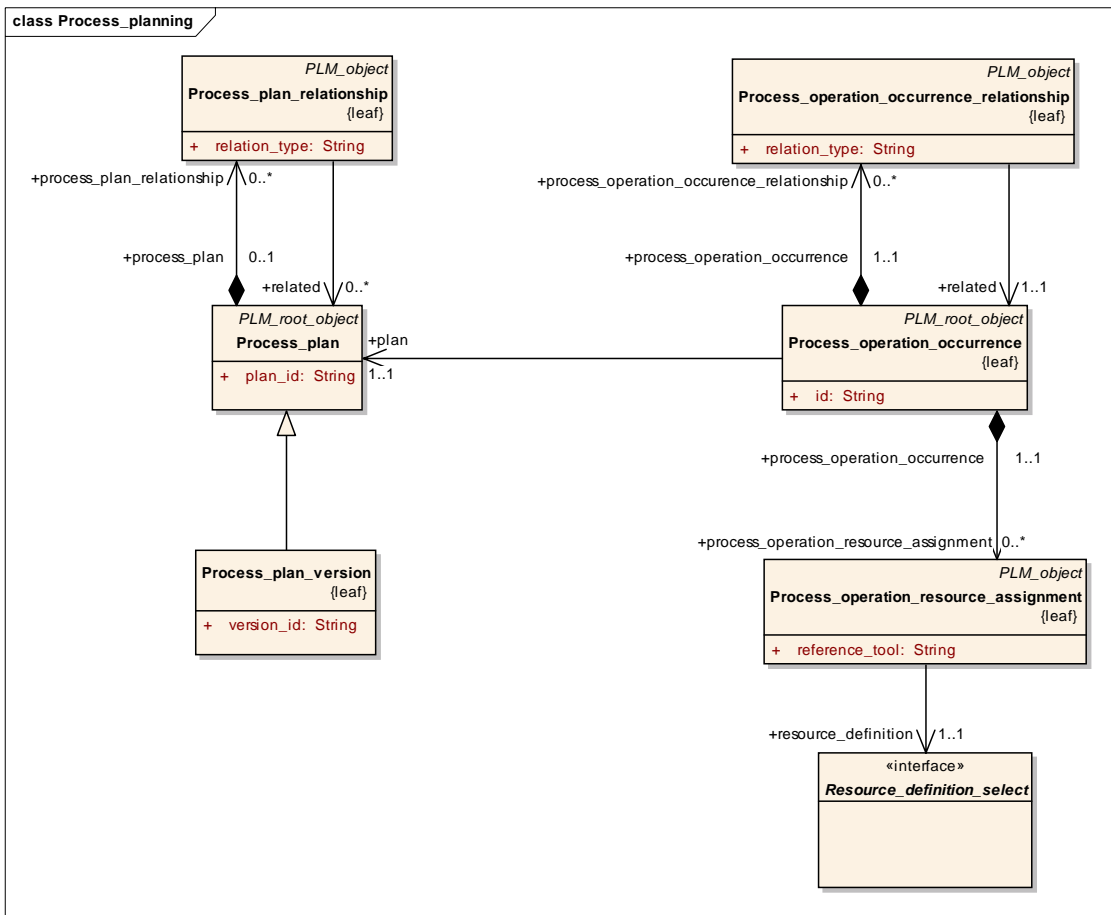 class Process_planning
PLM_object
Process_plan_relationship
{leaf}
+ relation_type: String
PLM_object
Process_operation_occurrence_relationship
{leaf}
+ relation_type: String
+process_plan_relationship 0..*
+process_operation_occurence_relationship 0..*
+process_plan 0..1
+process_operation_occurrence 1..1
+related 0..*
+related 1..1
PLM_root_object
Process_plan
+ plan_id: String
+plan
1..1
PLM_root_object
Process_operation_occurrence
{leaf}
+ id: String
+process_operation_occurrence 1..1
+process_operation_resource_assignment 0..*
Process_plan_version
{leaf}
+ version_id: String
PLM_object
Process_operation_resource_assignment
{leaf}
+ reference_tool: String
+resource_definition 1..1
«interface»
Resource_definition_select